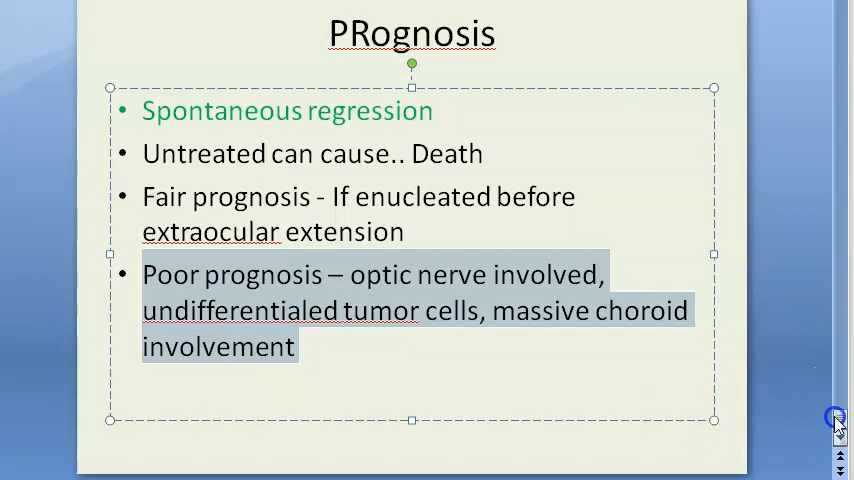 PRognosis
• Spontaneous regression
• Untreated can cause.. Death
• Fair prognosis - If enucleated before
extraocular extension
• Poor prognosis – optic nerve involved,
undifferentialed tumor cells, massive choroid
involvement